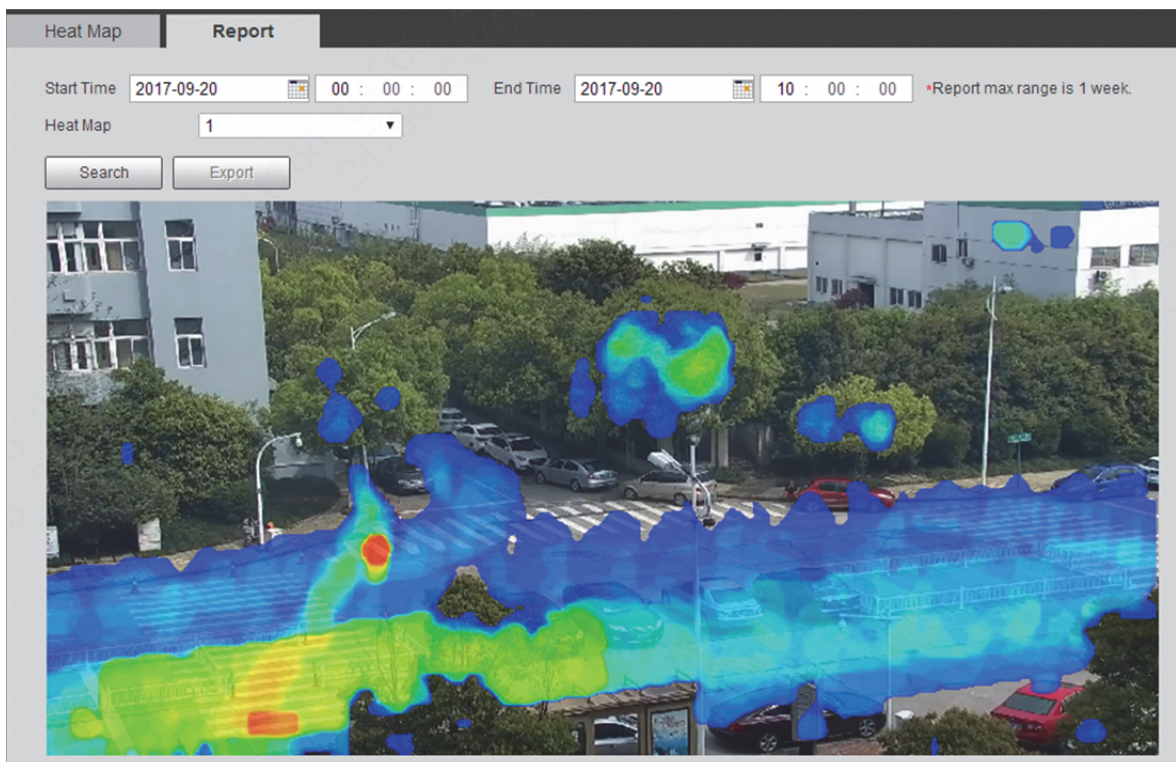 Heat Map
Report
Start Time 2017-09-20 00 : 00 : 00 End Time 2017-09-20 10 : 00 : 00 *Report max range is 1 week.
Heat Map 1
Search Export